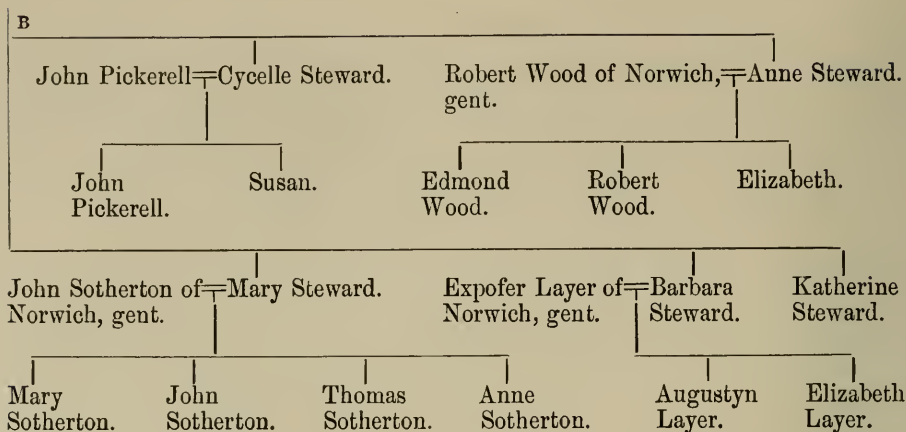 B
John Pickerell Cycelle Steward. Robert Wood of Norwich, Anne Steward.
gent.
John Susan. Edmond Robert Elizabeth.
Pickerell. Wood. Wood.
John Sotherton of Mary Steward. Expofer Layer of Barbara Katherine
Norwich, gent. Norwich, gent. Steward. Steward.
Mary John Thomas Anne Augustyn Elizabeth
Sotherton. Sotherton. Sotherton. Sotherton. Layer. Layer.